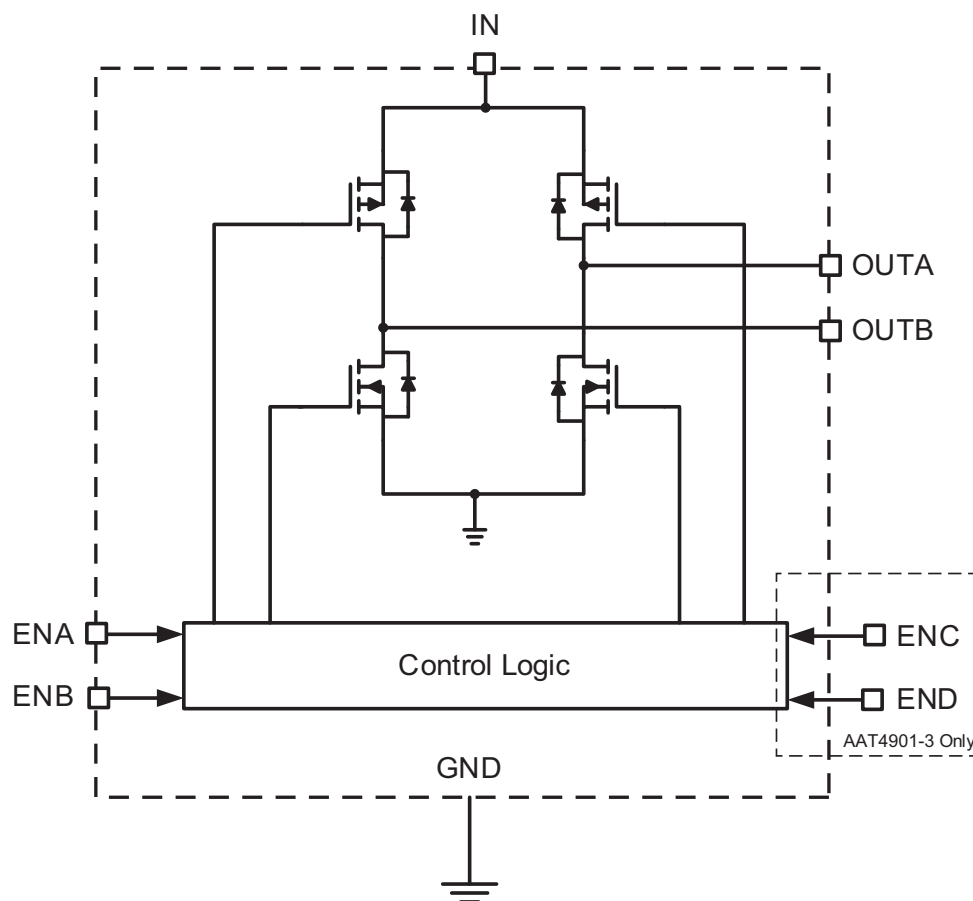 IN
OUTA
OUTB
ENA
ENC
Control Logic
ENB
END
AAT4901-3 Only
GND